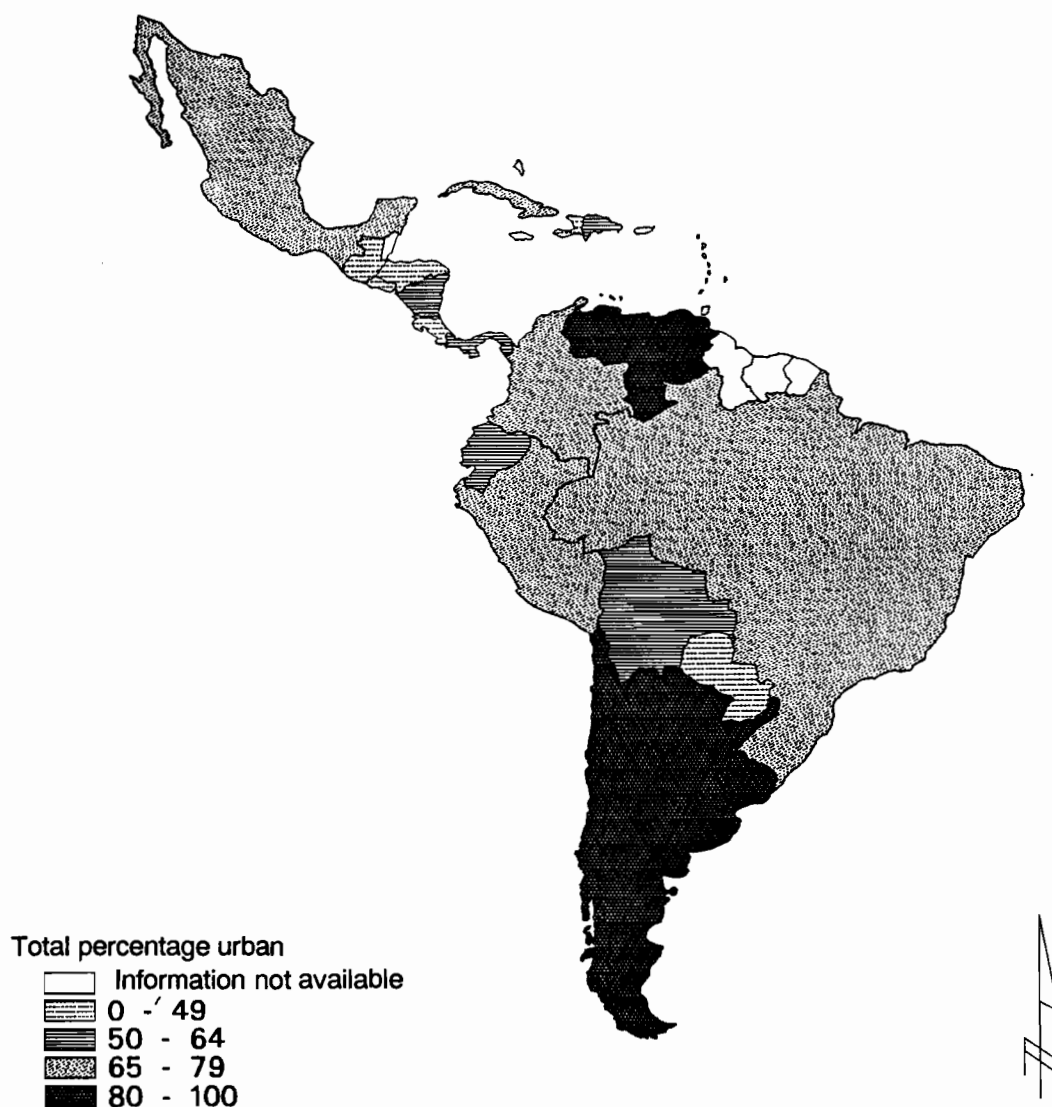 Total percentage urban
Information not available
0 -′ 49
50 - 64
65 - 79
80 - 100